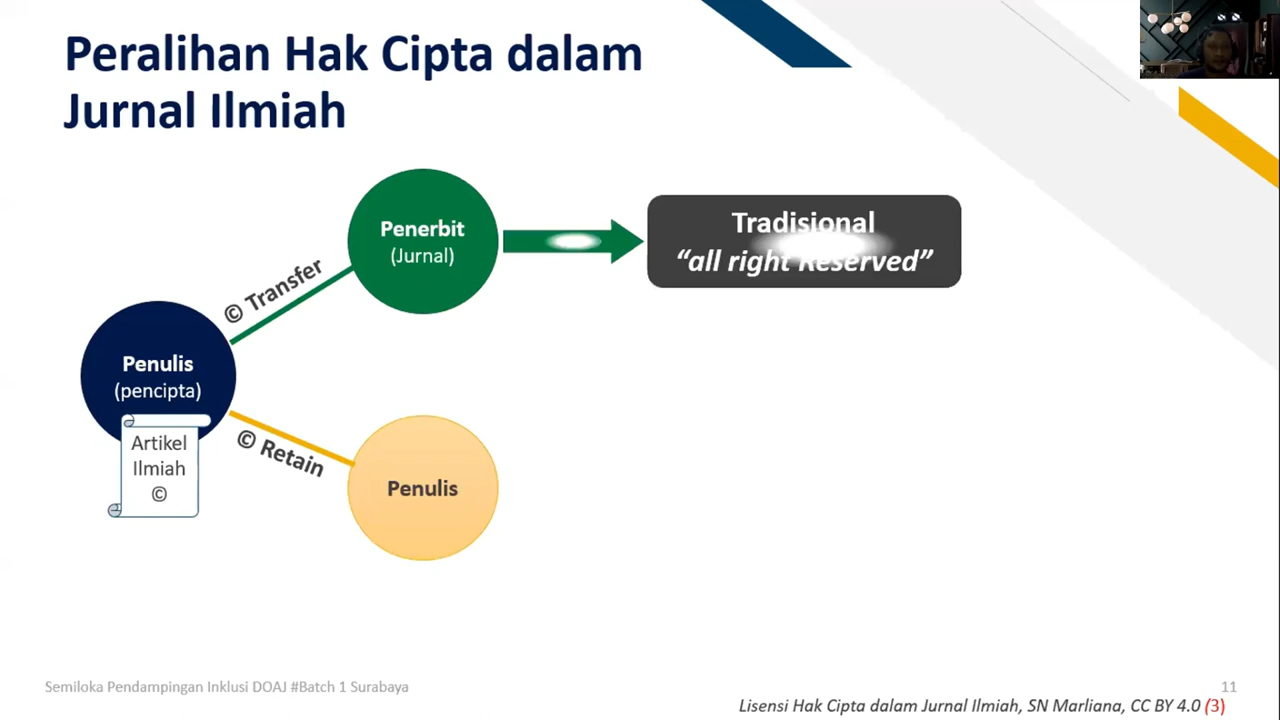 Peralihan Hak Cipta dalam
Jurnal Ilmiah
Penerbit
(Jurnal)
Tradisional
“all right Reserved”
© Transfer
Penulis
(pencipta)
Artikel
Ilmiah
©
© Retain
Penulis
Semiloka Pendampingan Inklusi DOAJ #Batch 1 Surabaya
11
Lisensi Hak Cipta dalam Jurnal Ilmiah, SN Marliana, CC BY 4.0 (3)